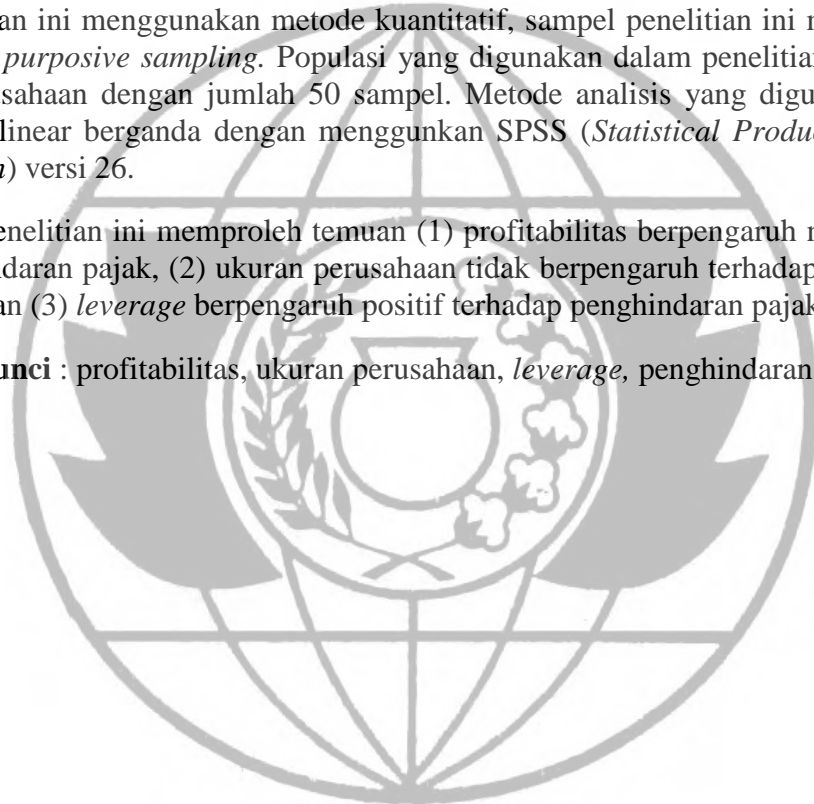 an ini menggunakan metode kuantitatif, sampel penelitian ini
purposive sampling. Populasi yang digunakan dalam penelitian
usahaan dengan jumlah 50 sampel. Metode analisis yang digu
linear berganda dengan menggunkan SPSS (Statistical Produc
n) versi 26.
enelitian ini memproleh temuan (1) profitabilitas berpengaruh
ndaran pajak, (2) ukuran perusahaan tidak berpengaruh terhadap
an (3) leverage berpengaruh positif terhadap penghindaran pajak
unci : profitabilitas, ukuran perusahaan, leverage, penghindaran